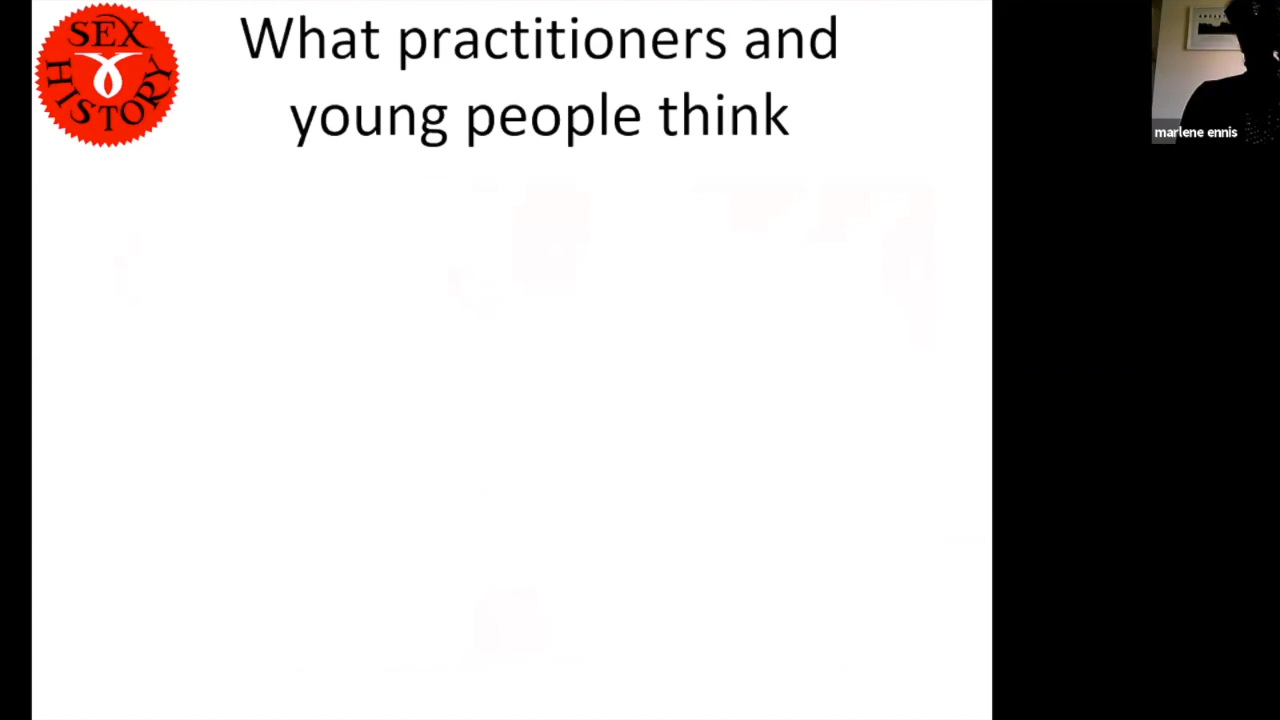 SEX
HISTORY
What practitioners and
young people think
marlene ennis